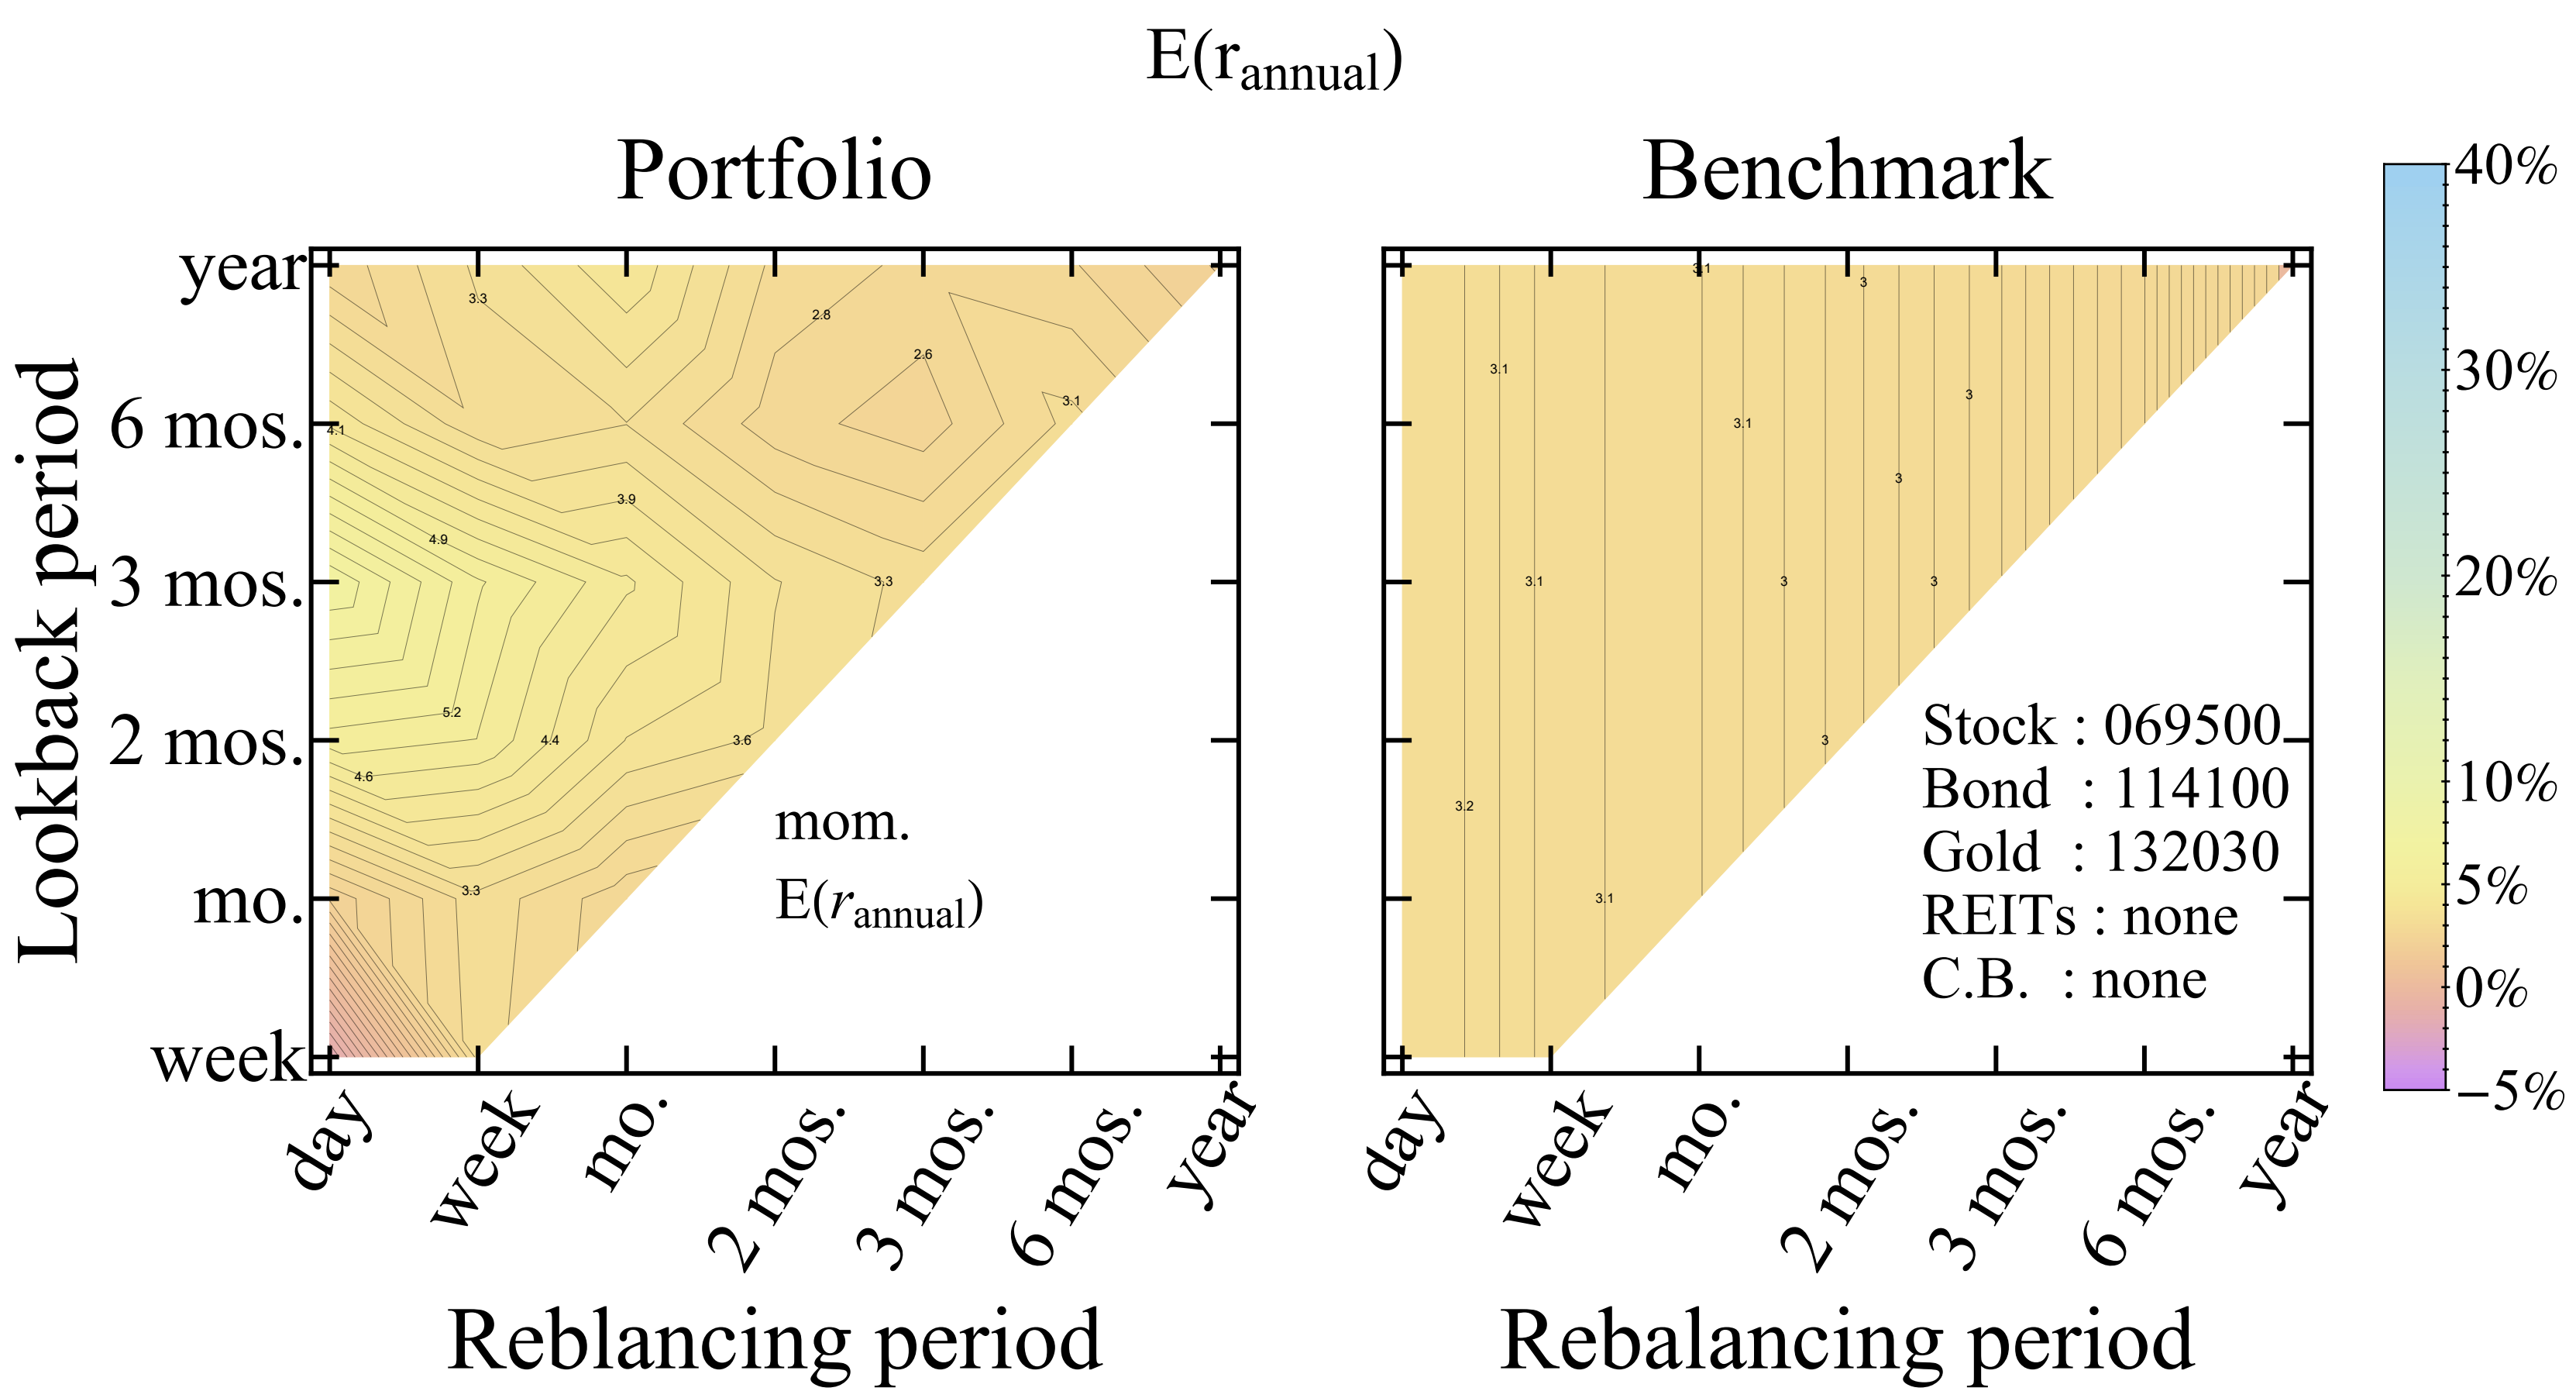 E(r_annual)
Portfolio
Benchmark
Lookback period
year
6 mos.
3 mos.
2 mos.
mo.
week
3.3
2.8
2.6
3.1
4.1
3.9
4.9
3.3
5.2
4.4
3.6
4.6
3.3
mom.
E(r_annual)
day
week
mo.
2 mos.
3 mos.
6 mos.
year
Reblancing period
3.1
3
3.1
3
3.1
3
3.1
3
3
3
3.2
3.1
Stock : 069500
Bond : 114100
Gold : 132030
REITs : none
C.B. : none
day
week
mo.
2 mos.
3 mos.
6 mos.
year
Rebalancing period
40%
30%
20%
10%
5%
0%
−5%